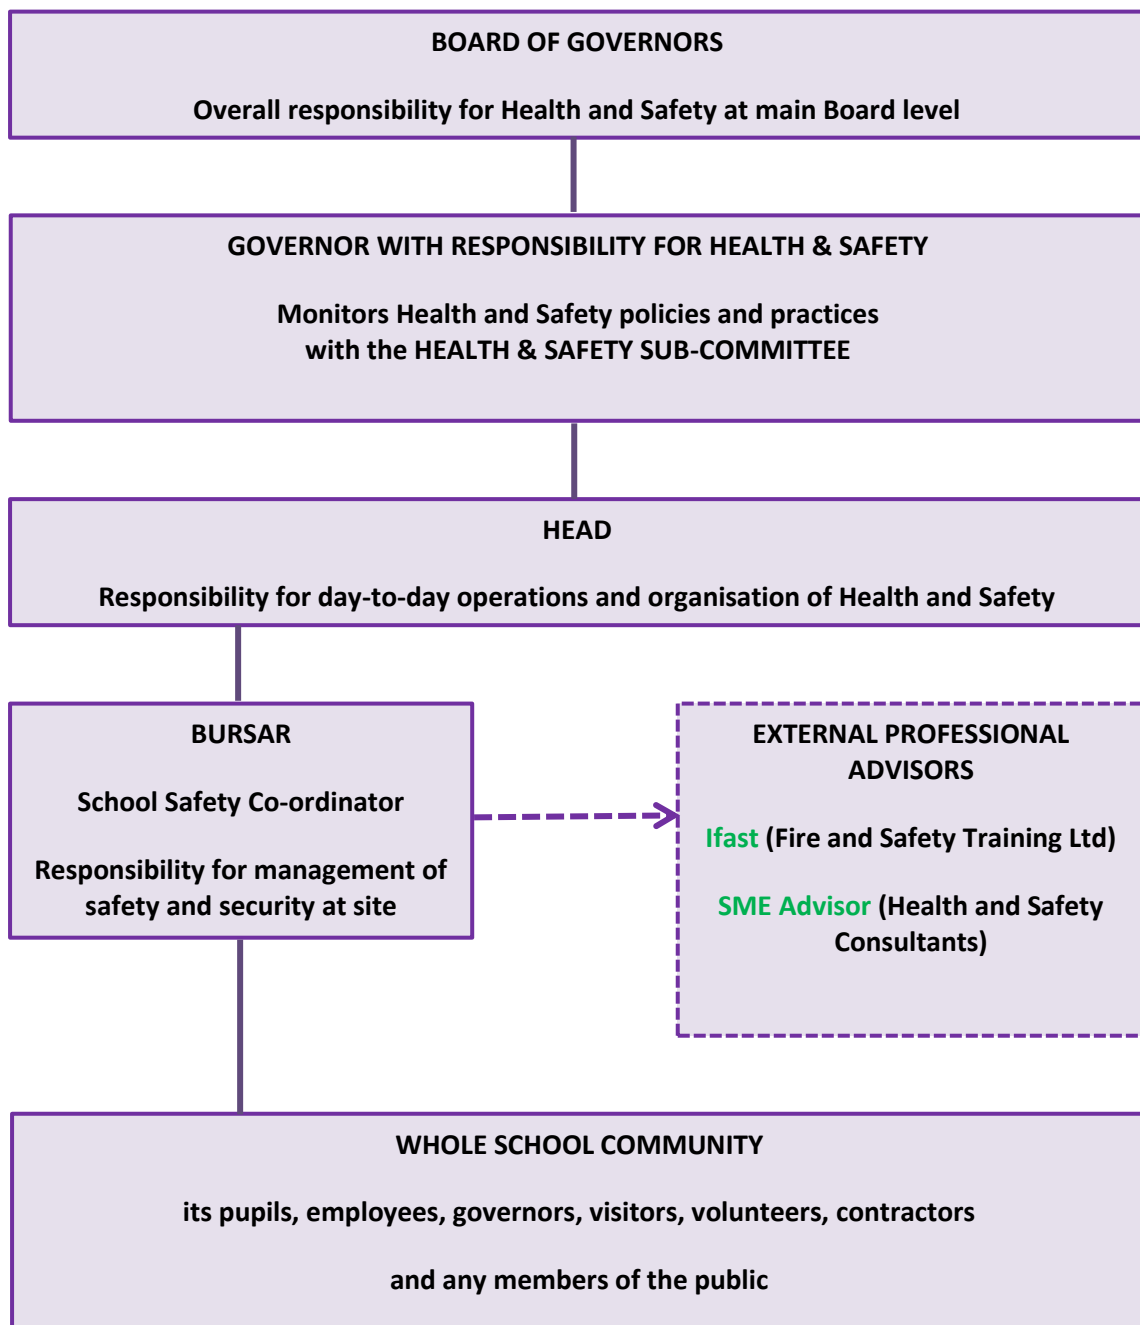 BOARD OF GOVERNORS
Overall responsibility for Health and Safety at main Board level
GOVERNOR WITH RESPONSIBILITY FOR HEALTH & SAFETY
Monitors Health and Safety policies and practices
with the HEALTH & SAFETY SUB-COMMITTEE
HEAD
Responsibility for day-to-day operations and organisation of Health and Safety
BURSAR
School Safety Co-ordinator
Responsibility for management of
safety and security at site
EXTERNAL PROFESSIONAL
ADVISORS
Ifast (Fire and Safety Training Ltd)
SME Advisor (Health and Safety
Consultants)
WHOLE SCHOOL COMMUNITY
its pupils, employees, governors, visitors, volunteers, contractors
and any members of the public